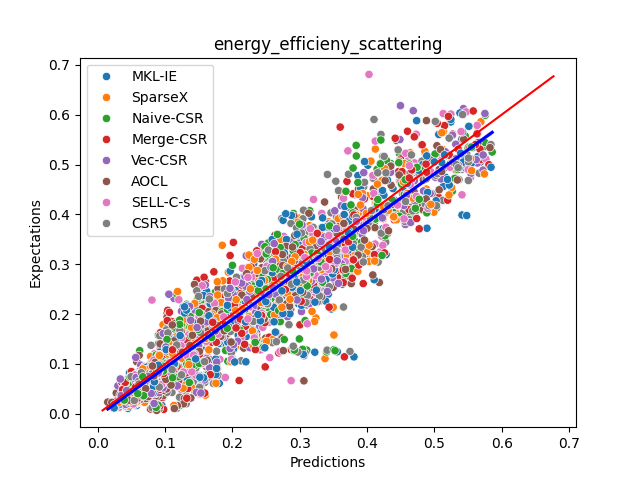 energy_efficieny_scattering
0.7
0.6
0.5
0.4
0.3
0.2
0.1
0.0
Expectations
MKL-IE
SparseX
Naive-CSR
Merge-CSR
Vec-CSR
AOCL
SELL-C-s
CSR5
0.0 0.1 0.2 0.3 0.4 0.5 0.6 0.7
Predictions